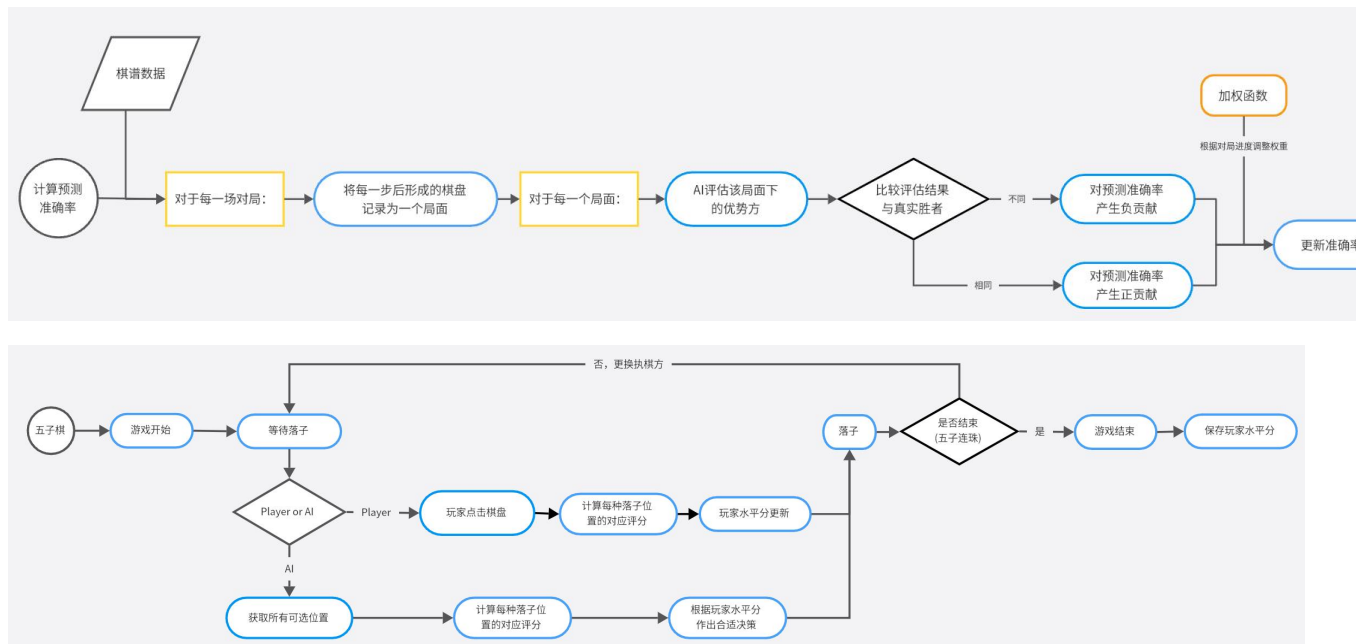 棋谱数据
加权函数
根据对局进度调整权重
计算预测
准确率
对于每一场对局：
将每一步后形成的棋盘
记录为一个局面
对于每一个局面：
AI评估该局面下
的优势方
比较评估结果
与真实胜者
不同
对预测准确率
产生负贡献
相同
对预测准确率
产生正贡献
更新准确率
否，更换执棋方
五子棋
游戏开始
等待落子
落子
是否结束
(五子连珠)
是
游戏结束
保存玩家水平分
Player or AI
Player
玩家点击棋盘
计算每种落子位
置的对应评分
玩家水平分更新
AI
获取所有可选位置
计算每种落子位
置的对应评分
根据玩家水平分
作出合适决策